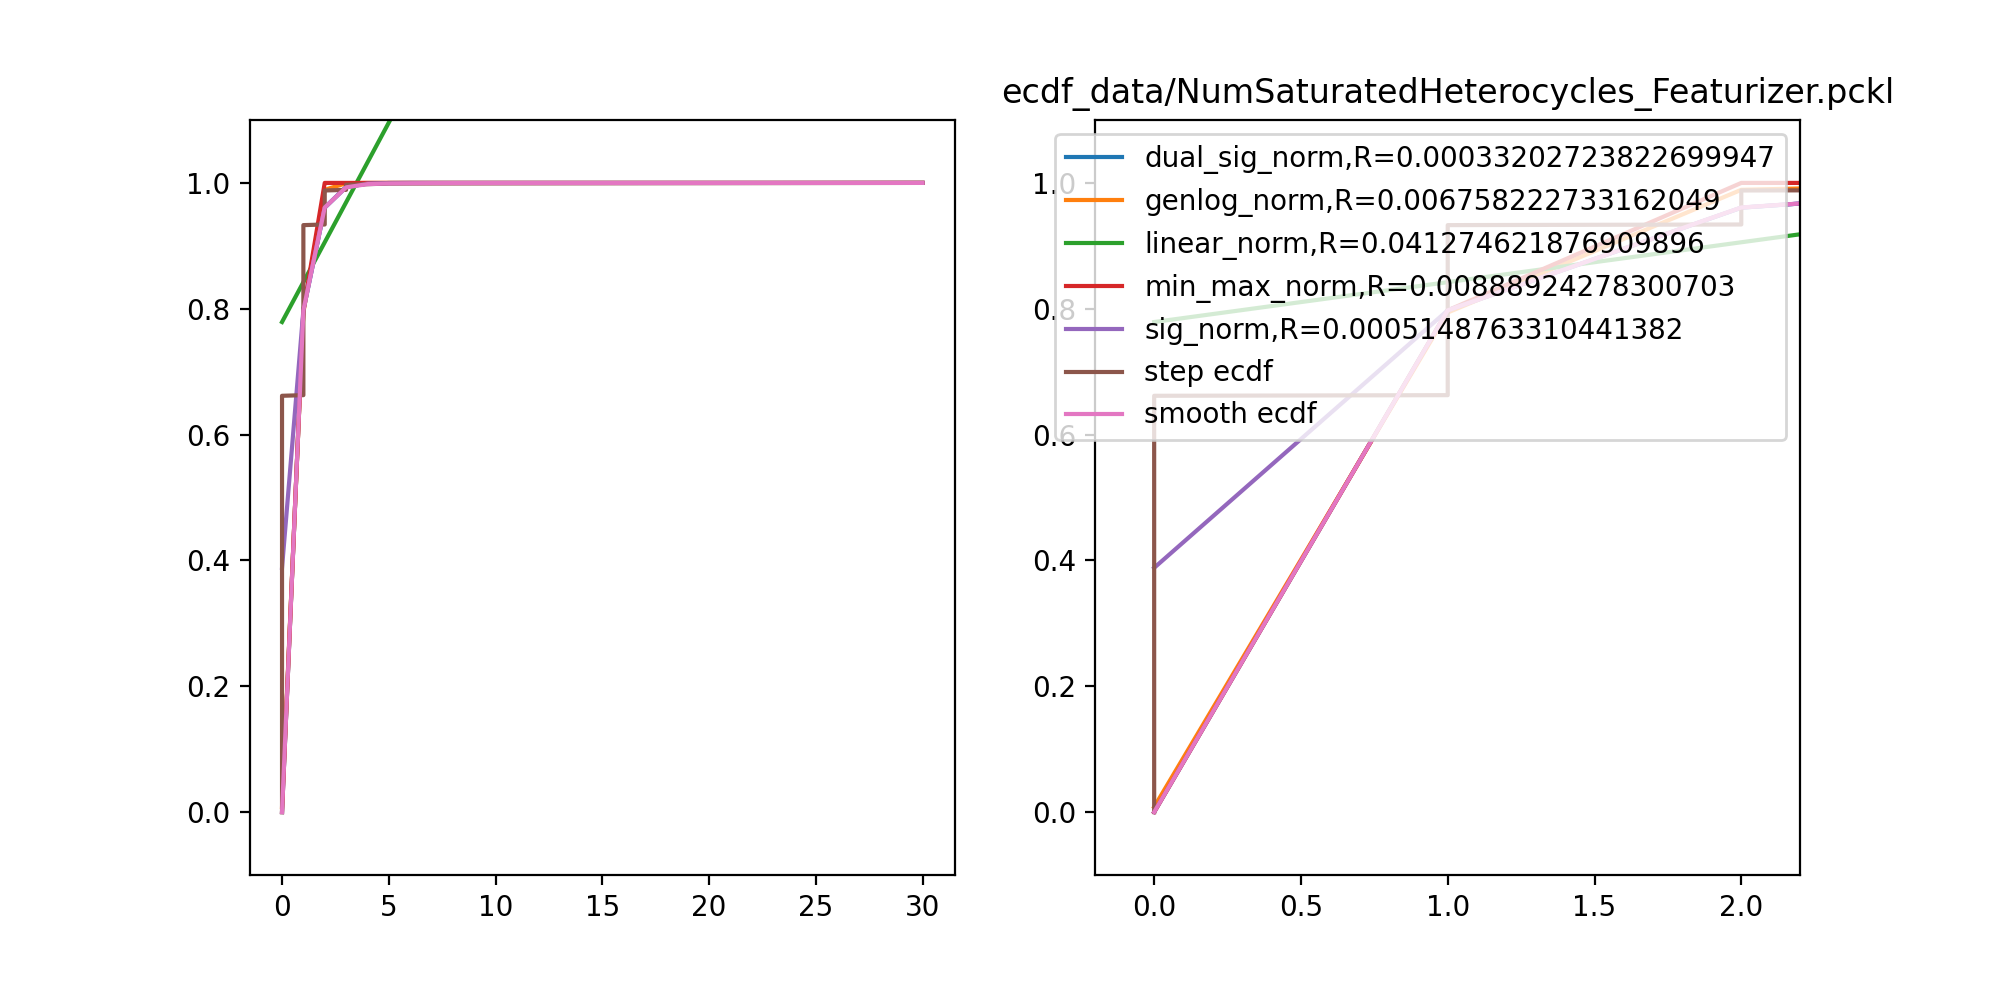 ecdf_data/NumSaturatedHeterocycles_Featurizer.pckl
1.0
0.8
0.6
0.4
0.2
0.0
0 5 10 15 20 25 30
1.0
0.8
0.6
0.4
0.2
0.0
0.0 0.5 1.0 1.5 2.0
dual_sig_norm,R=0.00033202723822699947
genlog_norm,R=0.006758222733162049
linear_norm,R=0.041274621876909896
min_max_norm,R=0.00888924278300703
sig_norm,R=0.0005148763310441382
step ecdf
smooth ecdf